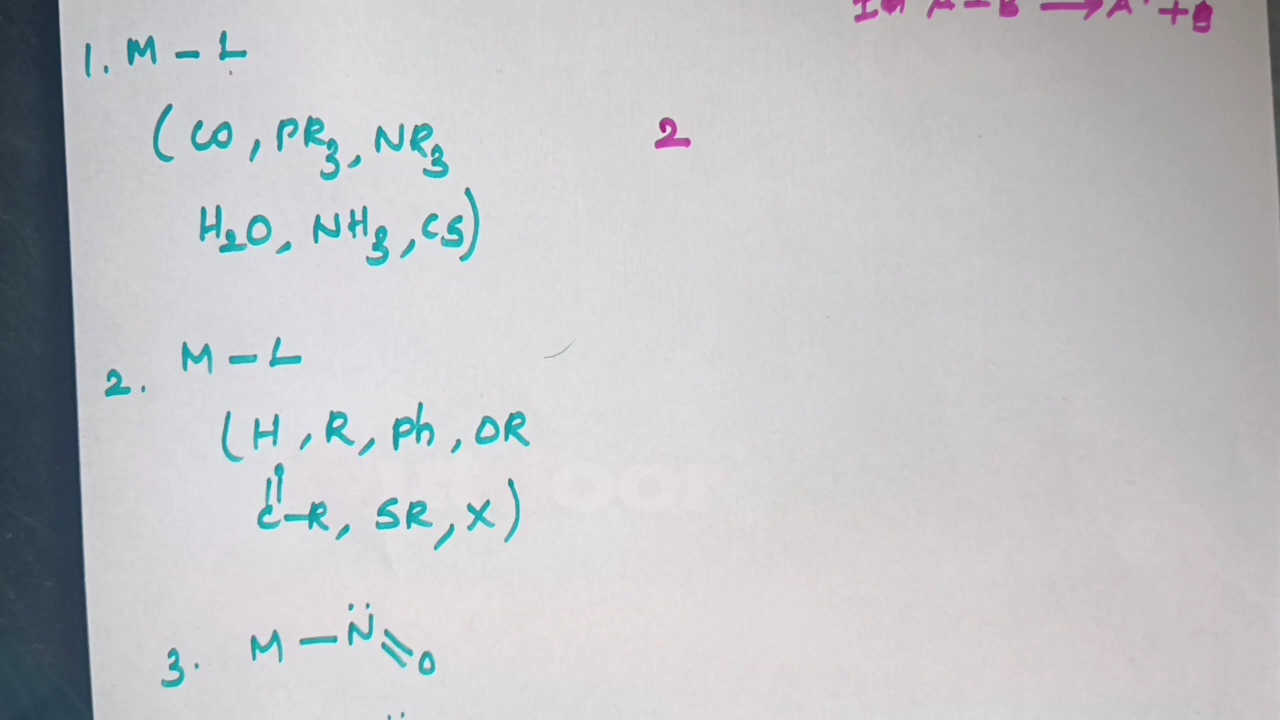 1. M – L
(CO, PR₃, NR₃
2
H₂O, NH₃, CS)
2. M – L
(H, R, Ph, OR
O
||
C–R, SR, X)
3. M – N̈ = O